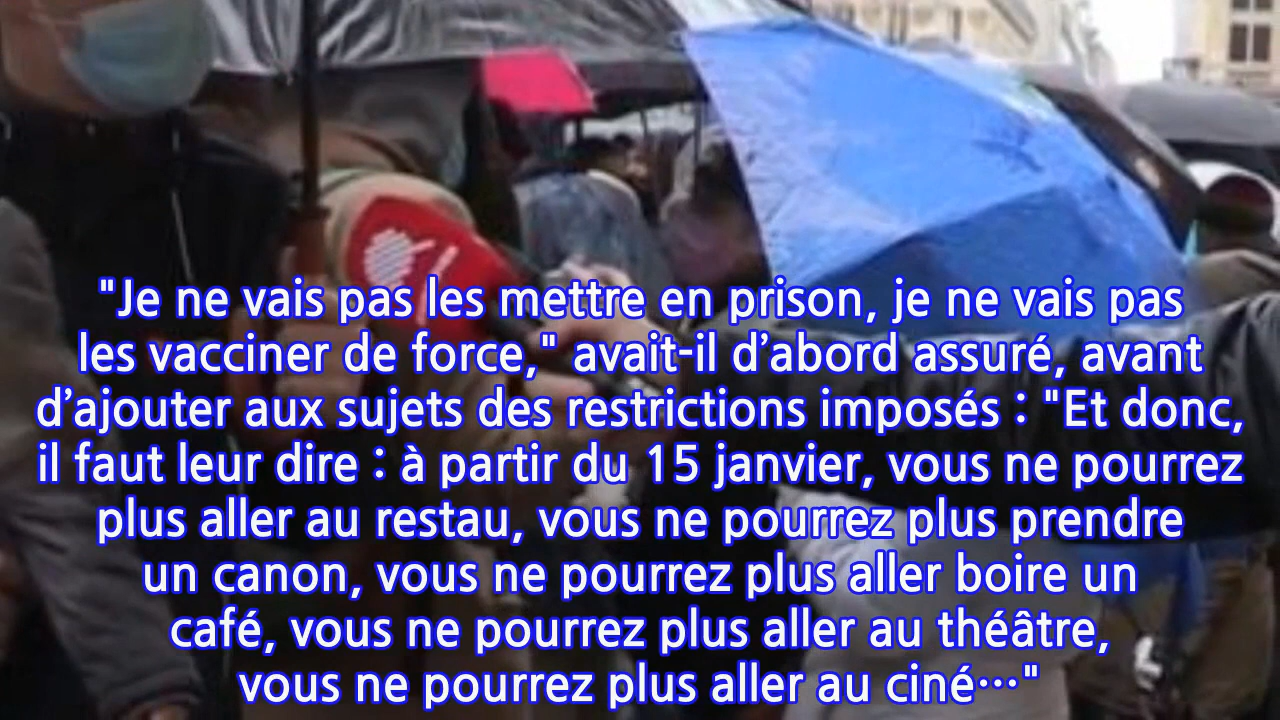 "Je ne vais pas les mettre en prison, je ne vais pas
les vacciner de force," avait-il d’abord assuré, avant
d’ajouter aux sujets des restrictions imposés : "Et donc,
il faut leur dire : à partir du 15 janvier, vous ne pourrez
plus aller au restau, vous ne pourrez plus prendre
un canon, vous ne pourrez plus aller boire un
café, vous ne pourrez plus aller au théâtre,
vous ne pourrez plus aller au ciné…"